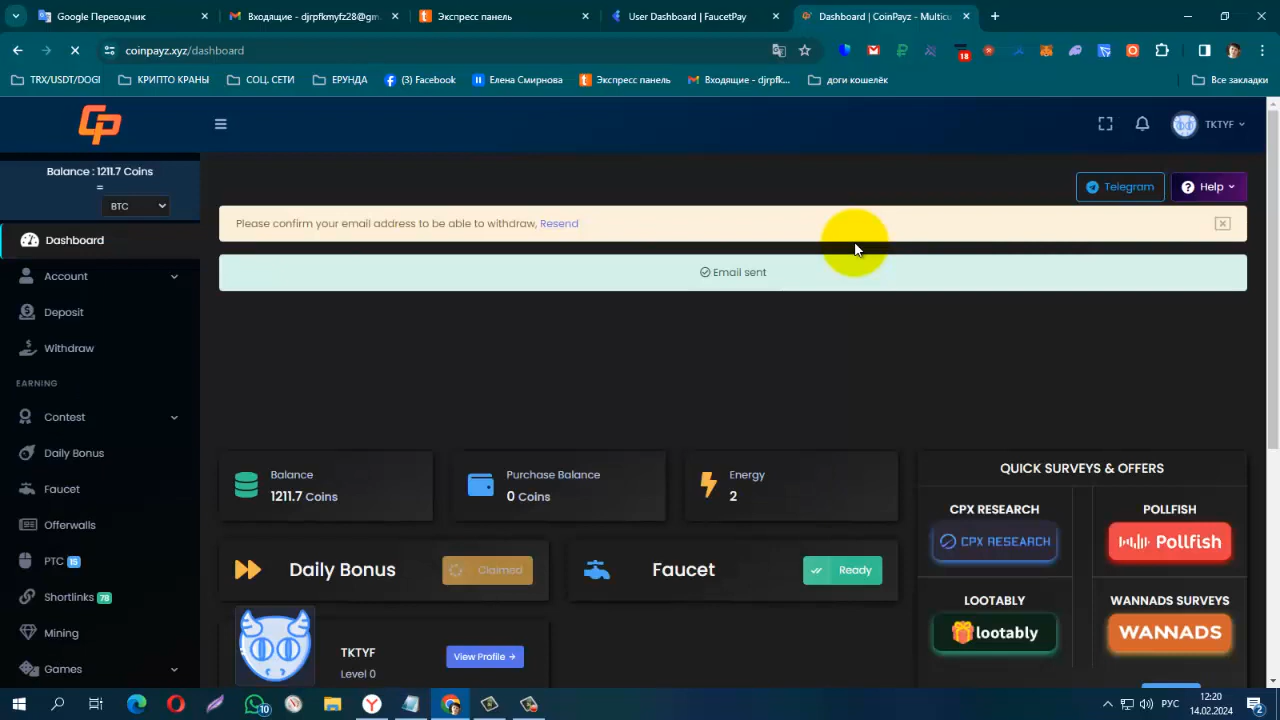 Google Переводчик
Входящие - djrpfkmyfz28@gm
Экспресс панель
User Dashboard | FaucetPay
Dashboard | CoinPayz - Multicu
coinpayz.xyz/dashboard
18
TRX/USDT/DOGI
КРИПТО КРАНЫ
СОЦ. СЕТИ
ЕРУНДА
(3) Facebook
Елена Смирнова
Экспресс панель
Входящие - djrpfk...
доги кошелёк
Все закладки
TKTYF
Balance : 1211.7 Coins
=
BTC
Telegram
Help
Please confirm your email address to be able to withdraw, Resend
Email sent
Dashboard
Account
Deposit
Withdraw
EARNING
Contest
Daily Bonus
Faucet
Offerwalls
PTC 15
Shortlinks 78
Mining
Games
Balance
1211.7 Coins
Purchase Balance
0 Coins
Energy
2
Daily Bonus
Claimed
Faucet
Ready
TKTYF
Level 0
View Profile
QUICK SURVEYS & OFFERS
CPX RESEARCH
CPX RESEARCH
POLLFISH
Pollfish
LOOTABLY
lootably
WANNADS SURVEYS
WANNADS
10
РУС
12:20
14.02.2024
2